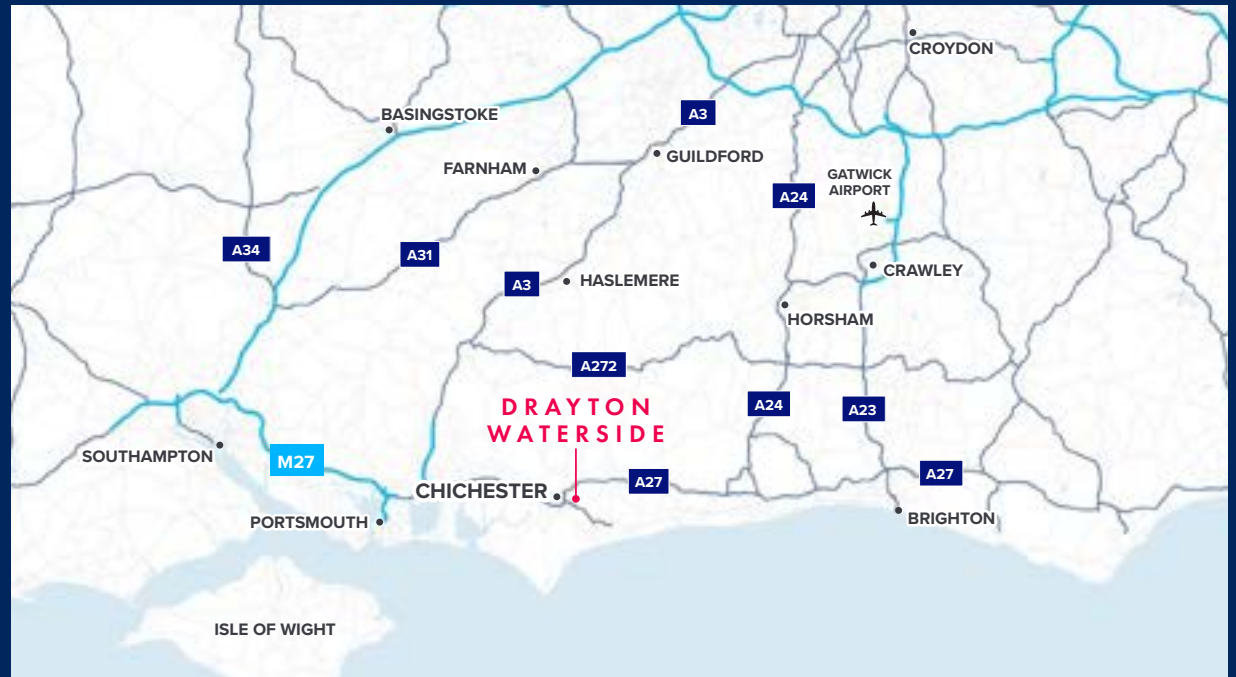 CROYDON
BASINGSTOKE
A3
FARNHAM
GUILDFORD
GATWICK
AIRPORT
A24
A34
A31
CRAWLEY
A3
HASLEMERE
HORSHAM
A272
DRAYTON
WATERSIDE
A24
A23
SOUTHAMPTON
M27
A27
A27
CHICHESTER
PORTSMOUTH
BRIGHTON
ISLE OF WIGHT